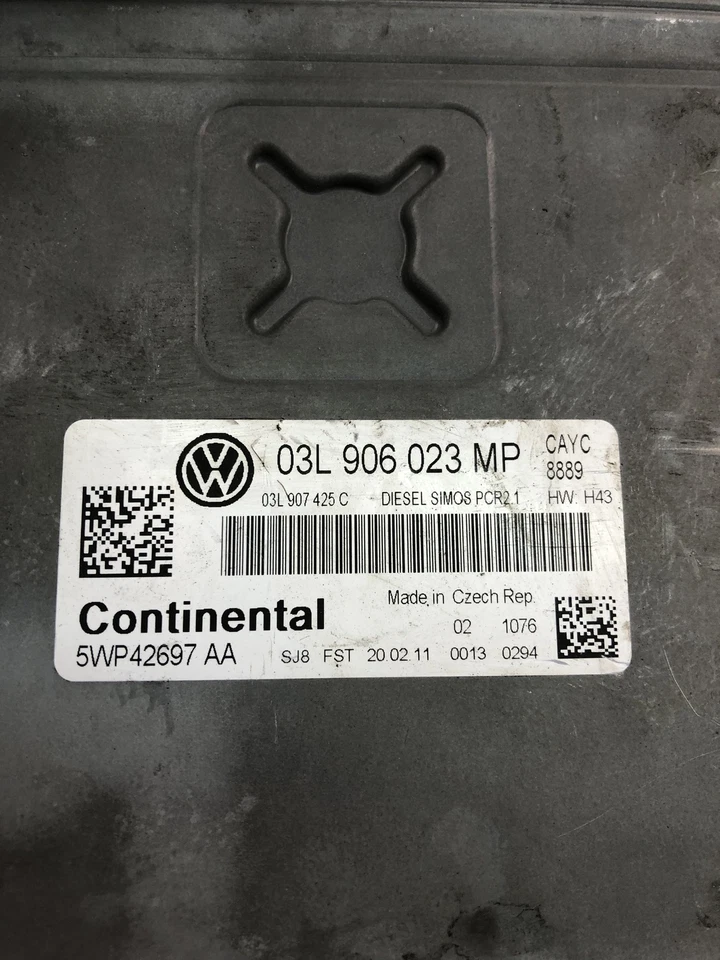 03L 906 023 MP CAYC
8889
03L 907 425 C DIESEL SIMOS PCR2.1 HW: H43
Made in Czech Rep.
Continental
02 1076
5WP42697 AA SJ8 FST 20.02.11 0013 0294